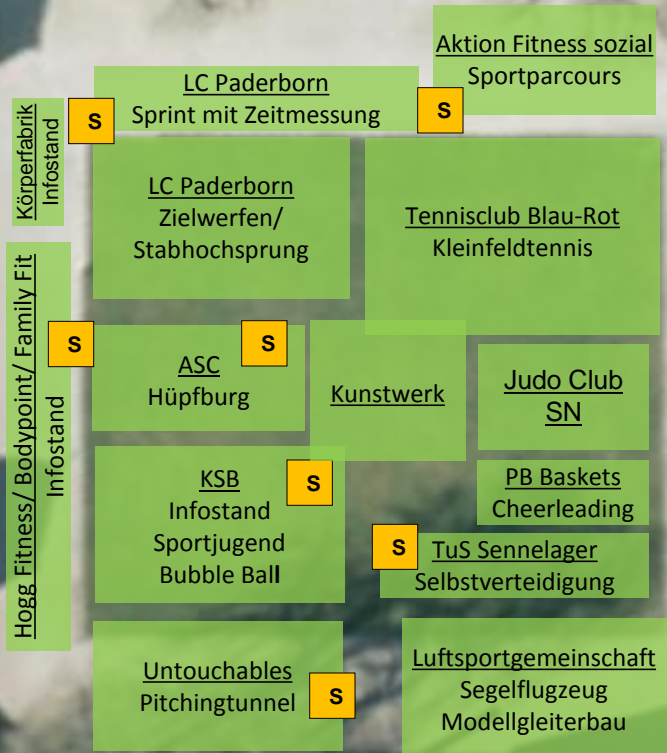 Aktion Fitness sozial
Sportparcours
LC Paderborn
Sprint mit Zeitmessung
S
S
Körperfabrik
Infostand
LC Paderborn
Zielwerfen/
Stabhochsprung
Tennisclub Blau-Rot
Kleinfeldtennis
Hogg Fitness/ Bodypoint/ Family Fit
Infostand
S
S
ASC
Hüpfburg
Kunstwerk
Judo Club
SN
KSB
Infostand
Sportjugend
Bubble Ball
S
PB Baskets
Cheerleading
S
TuS Sennelager
Selbstverteidigung
Untouchables
Pitchingtunnel
S
Luftsportgemeinschaft
Segelflugzeug
Modellgleiterbau